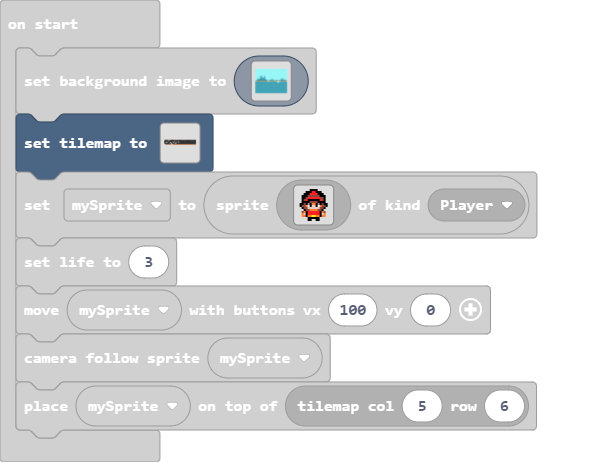 on start
set background image to
set tilemap to
set mySprite to sprite of kind Player
set life to 3
move mySprite with buttons vx 100 vy 0
camera follow sprite mySprite
place mySprite on top of tilemap col 5 row 6